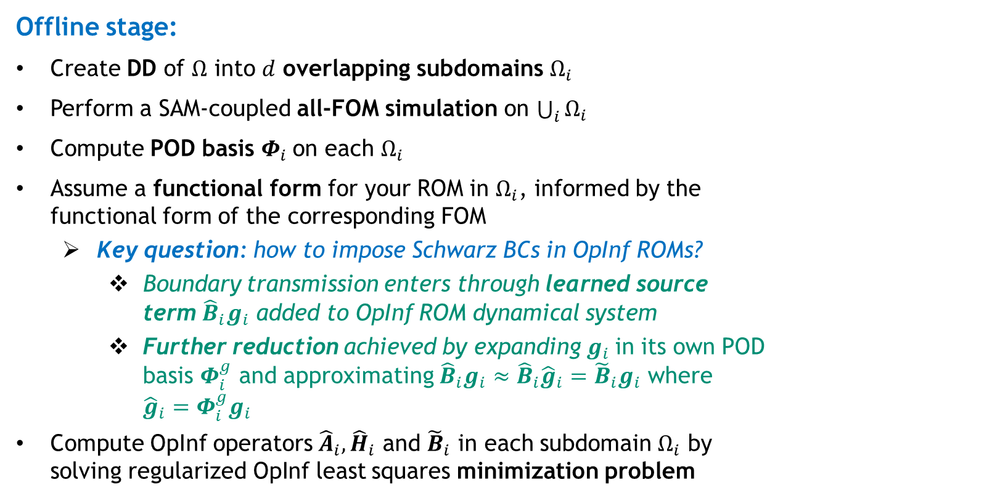 Offline stage:
• Create DD of Ω into d overlapping subdomains Ωᵢ
• Perform a SAM-coupled all-FOM simulation on ⋃ᵢ Ωᵢ
• Compute POD basis 𝜱ᵢ on each Ωᵢ
• Assume a functional form for your ROM in Ωᵢ, informed by the
functional form of the corresponding FOM
➢ Key question: how to impose Schwarz BCs in OpInf ROMs?
❖ Boundary transmission enters through learned source
term B̂ᵢgᵢ added to OpInf ROM dynamical system
❖ Further reduction achieved by expanding gᵢ in its own POD
basis 𝜱ᵢᵍ and approximating B̂ᵢgᵢ ≈ B̂ᵢĝᵢ = B̃ᵢgᵢ where
ĝᵢ = 𝜱ᵢᵍ gᵢ
• Compute OpInf operators Âᵢ, Ĥᵢ and B̃ᵢ in each subdomain Ωᵢ by
solving regularized OpInf least squares minimization problem